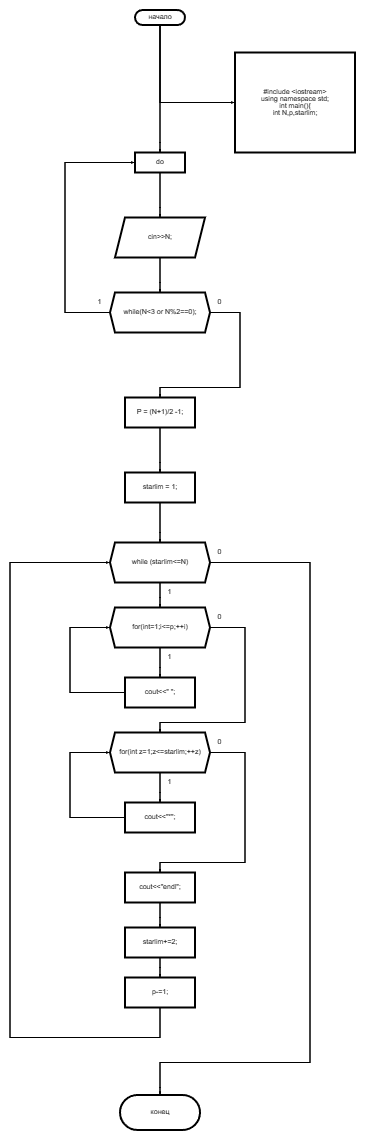 начало
#include <iostream>
using namespace std;
int main(){
int N,p,starlim;
do
cin>>N;
1
while(N<3 or N%2==0);
0
P = (N+1)/2 -1;
starlim = 1;
while (starlim<=N)
0
1
for(int=1;i<=p;++i)
0
1
cout<<" ";
for(int z=1;z<=starlim;++z)
0
1
cout<<"*";
cout<<"endl";
starlim+=2;
p-=1;
конец